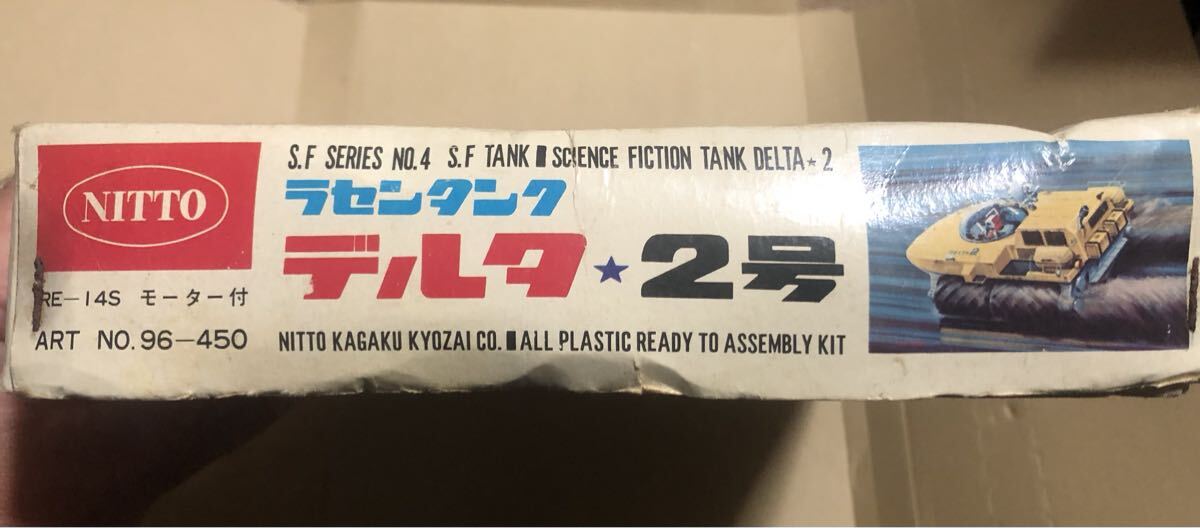 NITTO
RE-14S モーター付
ART NO. 96-450
S.F SERIES NO.4 S.F TANK■SCIENCE FICTION TANK DELTA★2
ラセンタンク
デルタ★2号
NITTO KAGAKU KYOZAI CO.■ALL PLASTIC READY TO ASSEMBLY KIT